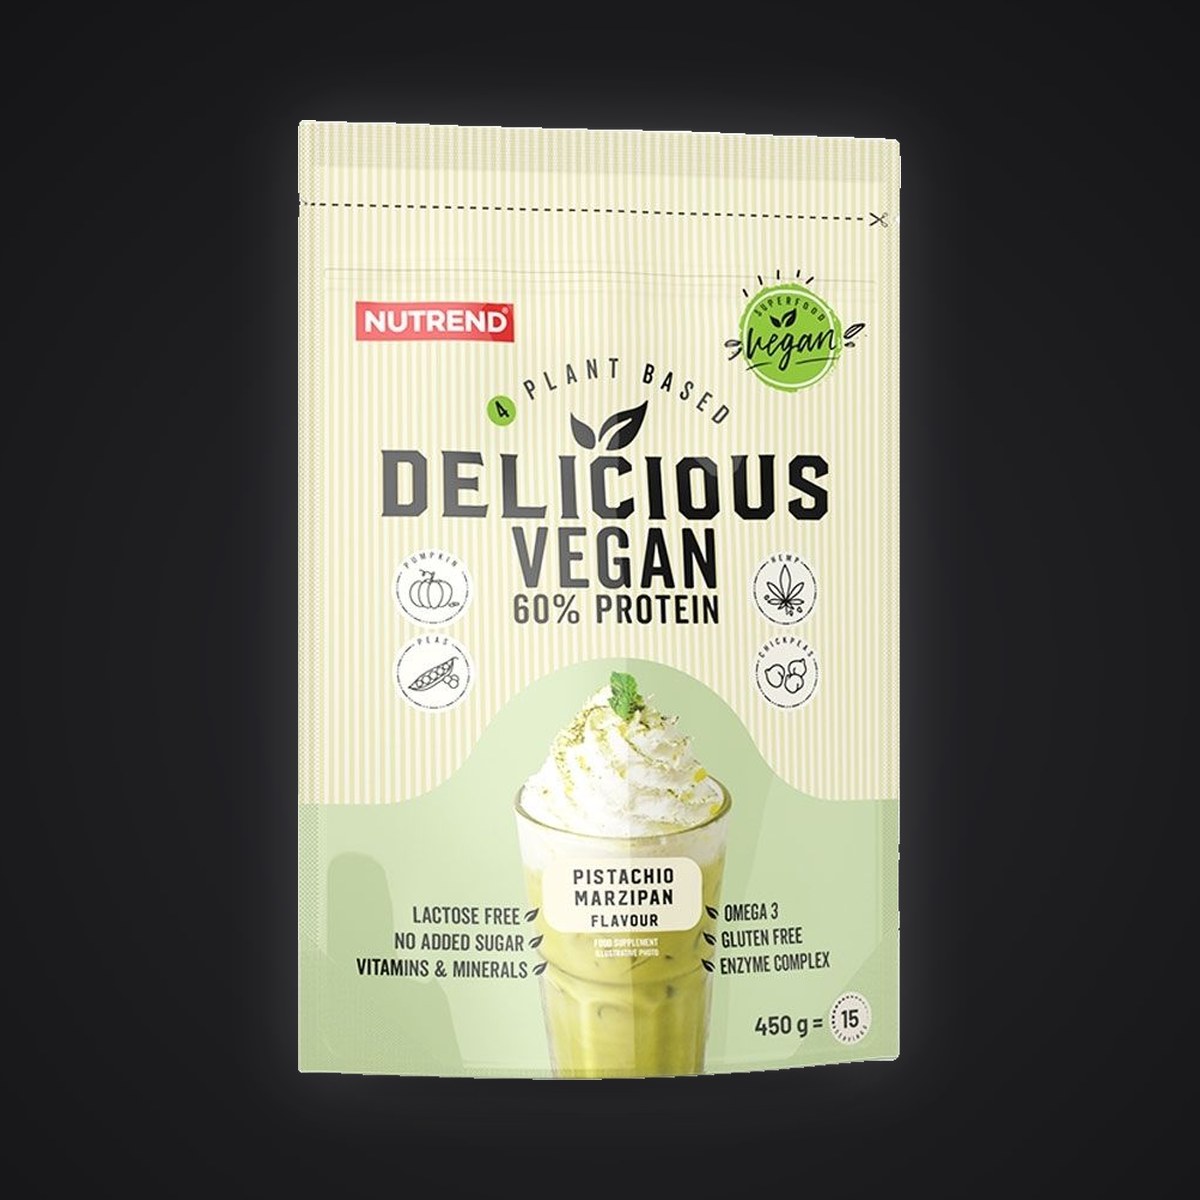 NUTREND®
SUPERFOOD
vegan
4 PLANT BASED
DELICIOUS
VEGAN
60% PROTEIN
PUMPKIN
HEMP
PEAS
CHICKPEAS
PISTACHIO
MARZIPAN
FLAVOUR
FOOD SUPPLEMENT
ILLUSTRATIVE PHOTO
LACTOSE FREE
NO ADDED SUGAR
VITAMINS & MINERALS
OMEGA 3
GLUTEN FREE
ENZYME COMPLEX
450 g = 15
SERVINGS